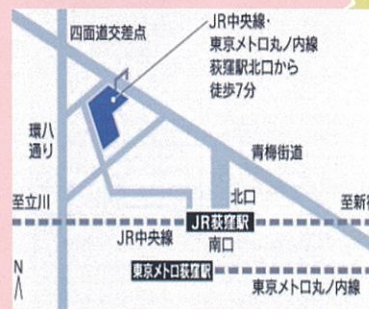 四面道交差点
JR中央線・
東京メトロ丸ノ内線
荻窪駅北口から
徒歩7分
環八
通り
青梅街道
至立川
北口
至新宿
JR荻窪駅
JR中央線
南口
東京メトロ荻窪駅
東京メトロ丸ノ内線
N